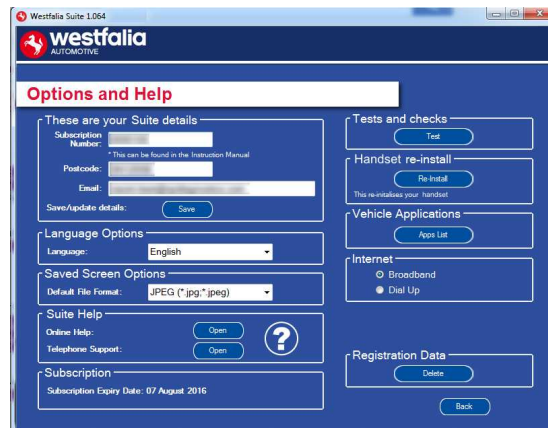 Westfalia Suite 1.064
westfalia
AUTOMOTIVE
Options and Help
These are your Suite details
Subscription
Number:
* This can be found in the Instruction Manual
Postcode:
Email:
Save/update details:
Save
Language Options
Language:
English
Saved Screen Options
Default File Format:
JPEG (*.jpg;*.jpeg)
Suite Help
Online Help:
Open
Telephone Support:
Open
?
Subscription
Subscription Expiry Date: 07 August 2016
Tests and checks
Test
Handset re-install
Re-Install
This re-initalises your handset
Vehicle Applications
Apps List
Internet
Broadband
Dial Up
Registration Data
Delete
Back